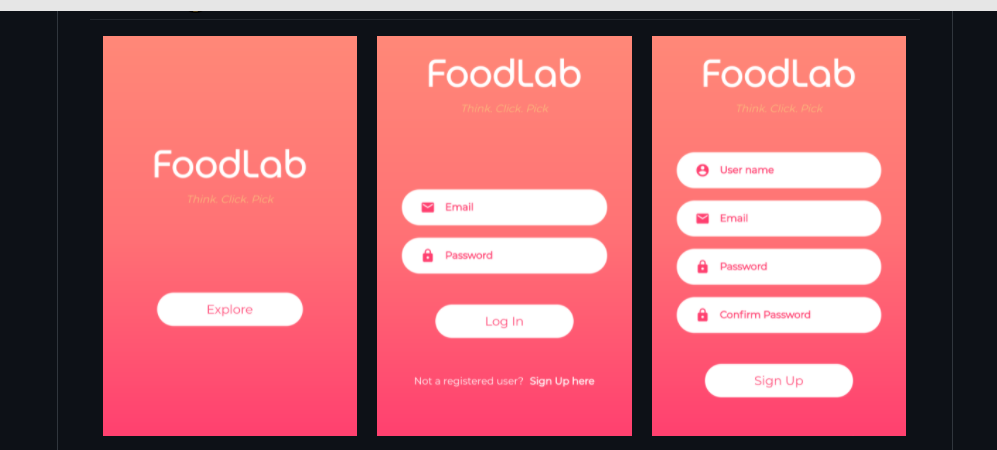 FoodLab
Think. Click. Pick
Explore
FoodLab
Think. Click. Pick
Email
Password
Log In
Not a registered user? Sign Up here
FoodLab
Think. Click. Pick
User name
Email
Password
Confirm Password
Sign Up